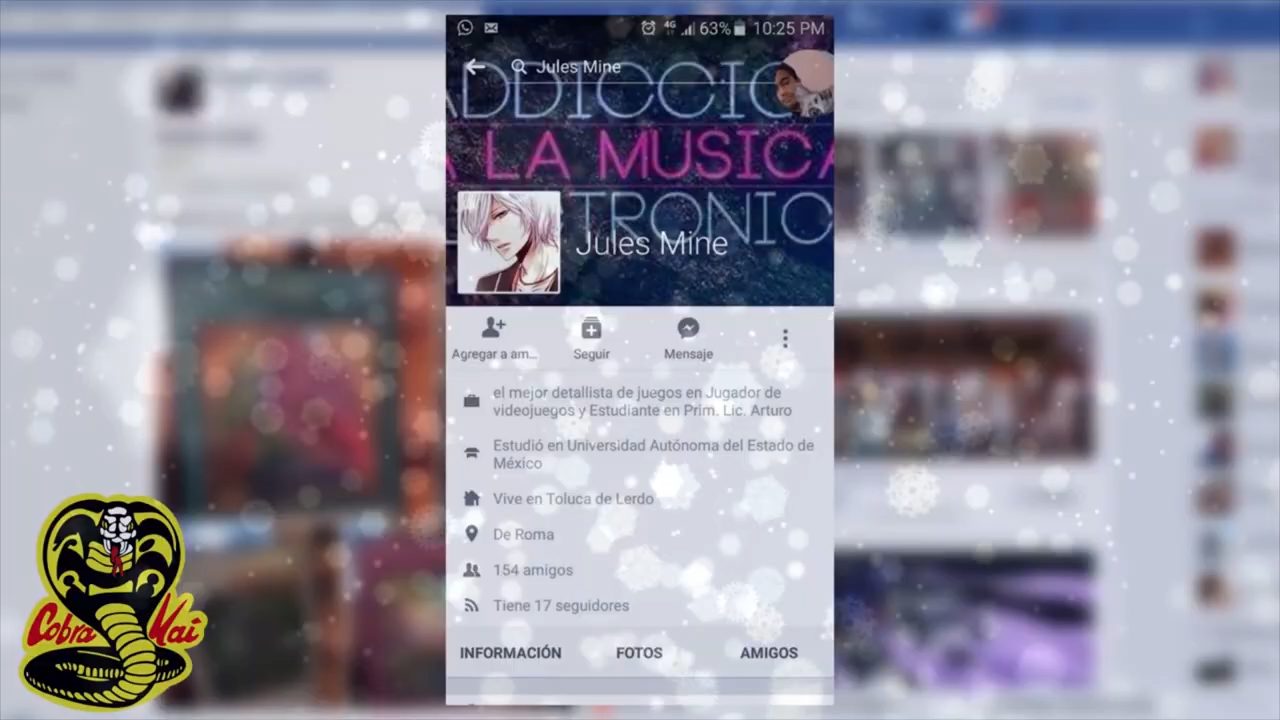 4G 63% 10:25 PM
Jules Mine
ADDICCIO
A LA MUSICA
TRONIC
Jules Mine
Agregar a am...
Seguir
Mensaje
el mejor detallista de juegos en Jugador de
videojuegos y Estudiante en Prim. Lic. Arturo
Estudió en Universidad Autónoma del Estado de
México
Vive en Toluca de Lerdo
De Roma
154 amigos
Tiene 17 seguidores
INFORMACIÓN FOTOS AMIGOS
Cobra Kai